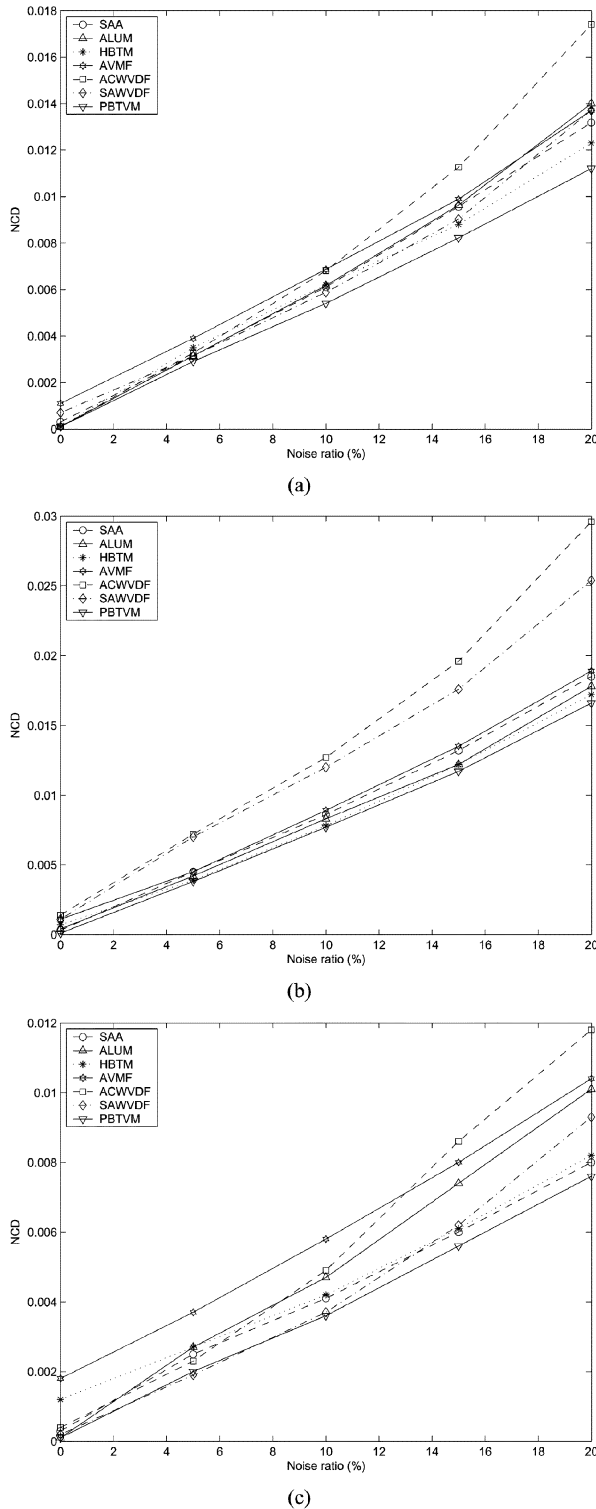 0.018
SAA
ALUM
HBTM
AVMF
ACWVDF
SAWVDF
PBTVM
0.016
0.014
0.012
0.01
NCD
0.008
0.006
0.004
0.002
0
0 2 4 6 8 10 12 14 16 18 20
Noise ratio (%)
(a)
0.03
SAA
ALUM
HBTM
AVMF
ACWVDF
SAWVDF
PBTVM
0.025
0.02
NCD
0.015
0.01
0.005
0
0 2 4 6 8 10 12 14 16 18 20
Noise ratio (%)
(b)
0.012
SAA
ALUM
HBTM
AVMF
ACWVDF
SAWVDF
PBTVM
0.01
0.008
NCD
0.006
0.004
0.002
0
0 2 4 6 8 10 12 14 16 18 20
Noise ratio (%)
(c)